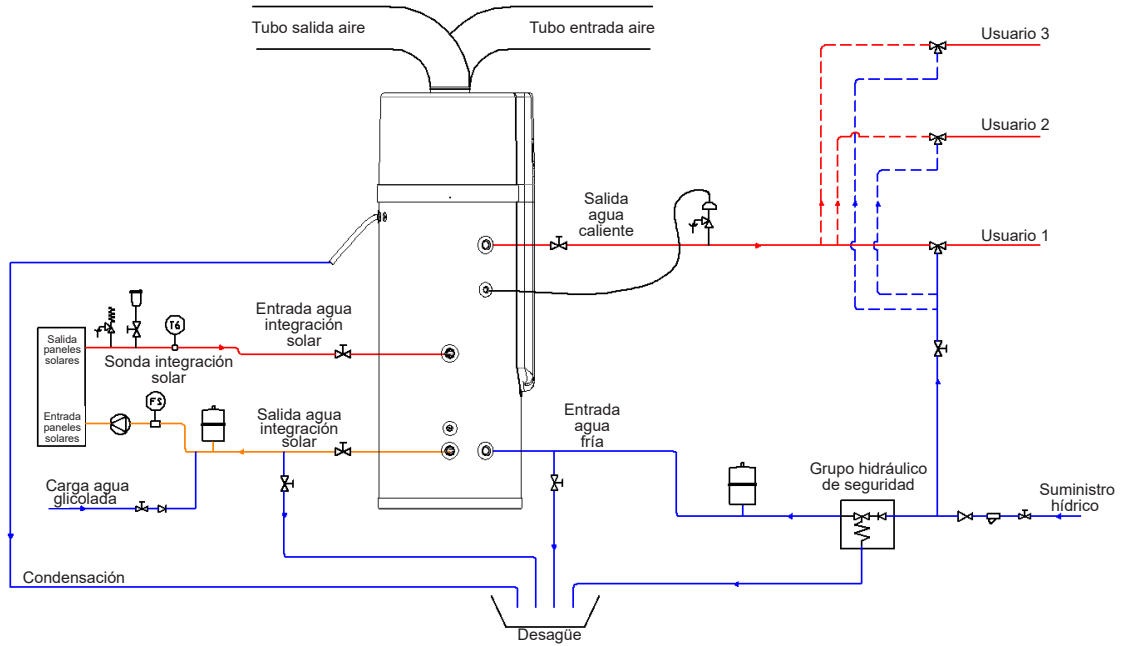 Tubo salida aire
Tubo entrada aire
Usuario 3
Usuario 2
Salida
agua
caliente
Usuario 1
Entrada agua
integración
solar
T6
Salida
paneles
solares
Sonda integración
solar
FS
Entrada
paneles
solares
Salida agua
integración
solar
Entrada
agua
fría
Carga agua
glicolada
Grupo hidráulico
de seguridad
Suministro
hídrico
Condensación
Desagüe